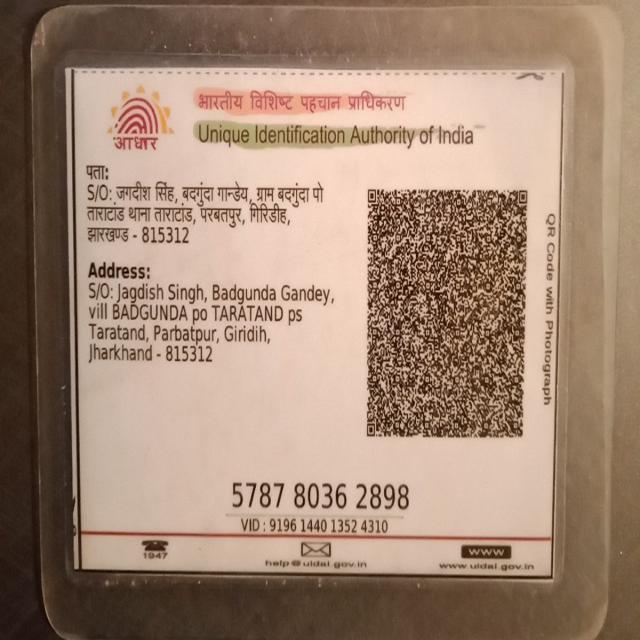 भारतीय विशिष्ट पहचान प्राधिकरण
Unique Identification Authority of India
आधार
पता:
S/O: जगदीश सिंह, बदगुंदा गान्डेय, ग्राम बदगुंदा पो
ताराटांड थाना ताराटांड, परबतपुर, गिरिडीह,
झारखण्ड - 815312
Address:
S/O: Jagdish Singh, Badgunda Gandey,
vill BADGUNDA po TARATAND ps
Taratand, Parbatpur, Giridih,
Jharkhand - 815312
QR Code with Photograph
5787 8036 2898
VID : 9196 1440 1352 4310
1947
help@uidai.gov.in
www
www.uidai.gov.in